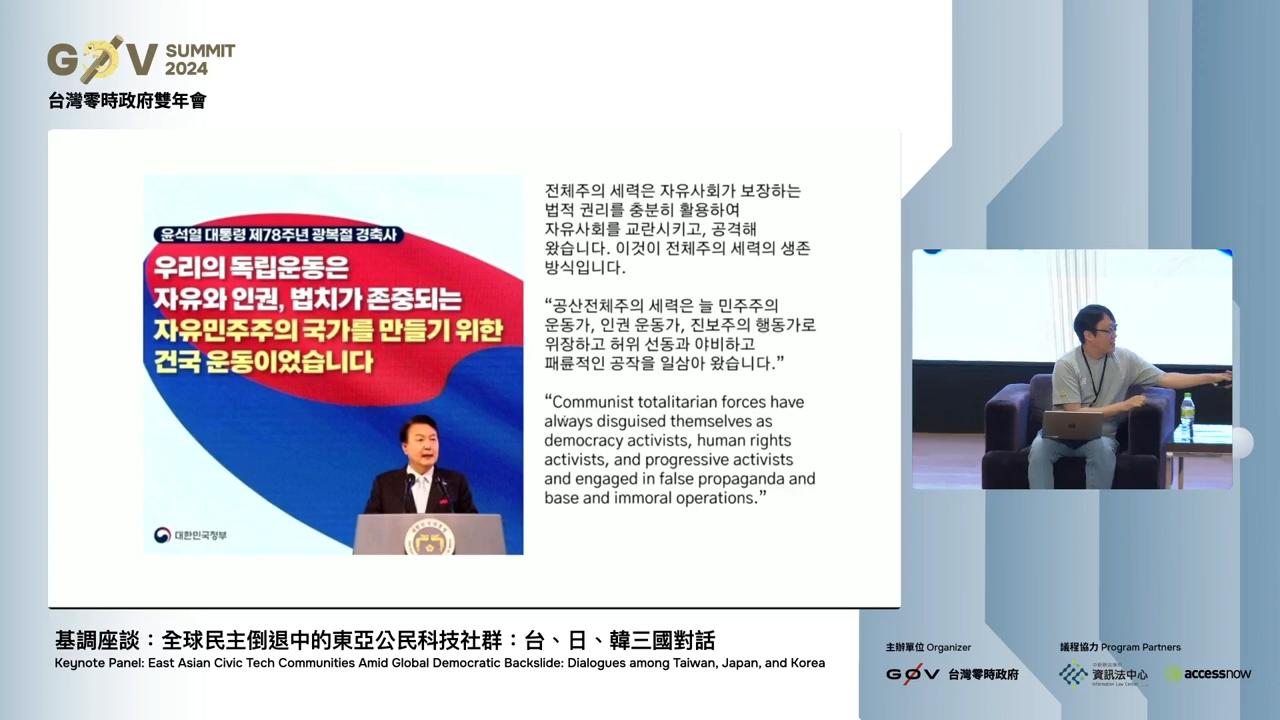 G0V SUMMIT 2024
台灣零時政府雙年會
윤석열 대통령 제78주년 광복절 경축사
우리의 독립운동은
자유와 인권, 법치가 존중되는
자유민주주의 국가를 만들기 위한
건국 운동이었습니다
대한민국정부
전체주의 세력은 자유사회가 보장하는
법적 권리를 충분히 활용하여
자유사회를 교란시키고, 공격해
왔습니다. 이것이 전체주의 세력의 생존
방식입니다.
“공산전체주의 세력은 늘 민주주의
운동가, 인권 운동가, 진보주의 행동가로
위장하고 허위 선동과 야비하고
패륜적인 공작을 일삼아 왔습니다.”
“Communist totalitarian forces have
always disguised themselves as
democracy activists, human rights
activists, and progressive activists
and engaged in false propaganda and
base and immoral operations.”
基調座談：全球民主倒退中的東亞公民科技社群：台、日、韓三國對話
Keynote Panel: East Asian Civic Tech Communities Amid Global Democratic Backslide: Dialogues among Taiwan, Japan, and Korea
主辦單位 Organizer
G0V 台灣零時政府
議程協力 Program Partners
資訊法中心
Information Law Center
accessnow